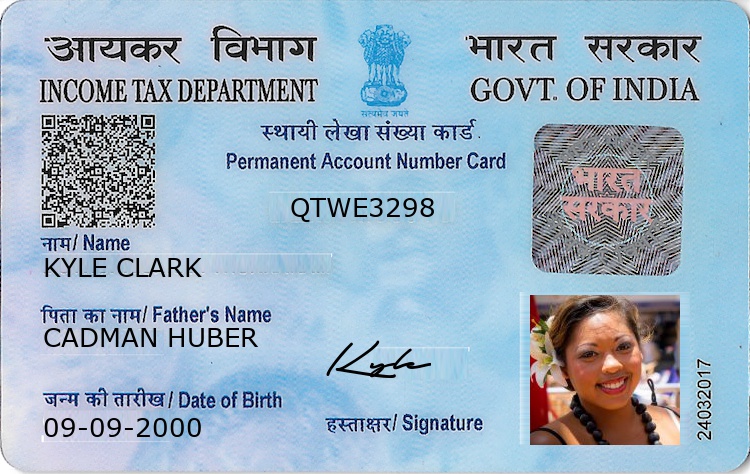 आयकर विभाग
INCOME TAX DEPARTMENT
सत्यमेव जयते
भारत सरकार
GOVT. OF INDIA
स्थायी लेखा संख्या कार्ड
Permanent Account Number Card
QTWE3298
भारत
सरकार
नाम/ Name
KYLE CLARK
पिता का नाम/ Father's Name
CADMAN HUBER
जन्म की तारीख/ Date of Birth
09-09-2000
Kyle
हस्ताक्षर/ Signature
24032017